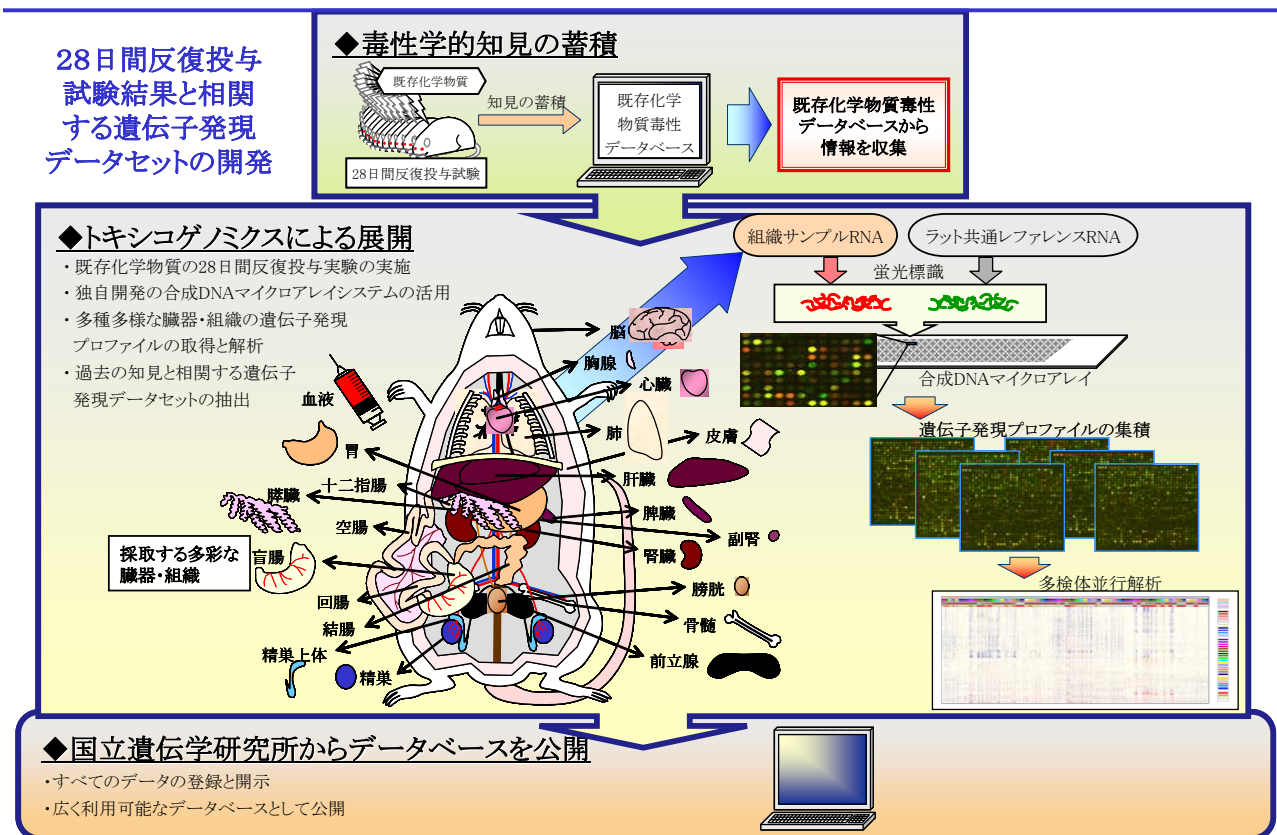 28日間反復投与
試験結果と相関
する遺伝子発現
データセットの開発
◆毒性学的知見の蓄積
既存化学物質
28日間反復投与試験
知見の蓄積
既存化学
物質毒性
データベース
既存化学物質毒性
データベースから
情報を収集
◆トキシコゲノミクスによる展開
・既存化学物質の28日間反復投与実験の実施
・独自開発の合成DNAマイクロアレイシステムの活用
・多種多様な臓器・組織の遺伝子発現
プロファイルの取得と解析
・過去の知見と相関する遺伝子
発現データセットの抽出
組織サンプルRNA
ラット共通レファレンスRNA
蛍光標識
合成DNAマイクロアレイ
遺伝子発現プロファイルの集積
多検体並行解析
血液
胃
十二指腸
膵臓
空腸
採取する多彩な
臓器・組織
盲腸
回腸
結腸
精巣上体
精巣
脳
胸腺
心臓
肺
皮膚
肝臓
脾臓
副腎
腎臓
膀胱
骨髄
前立腺
◆国立遺伝学研究所からデータベースを公開
・すべてのデータの登録と開示
・広く利用可能なデータベースとして公開